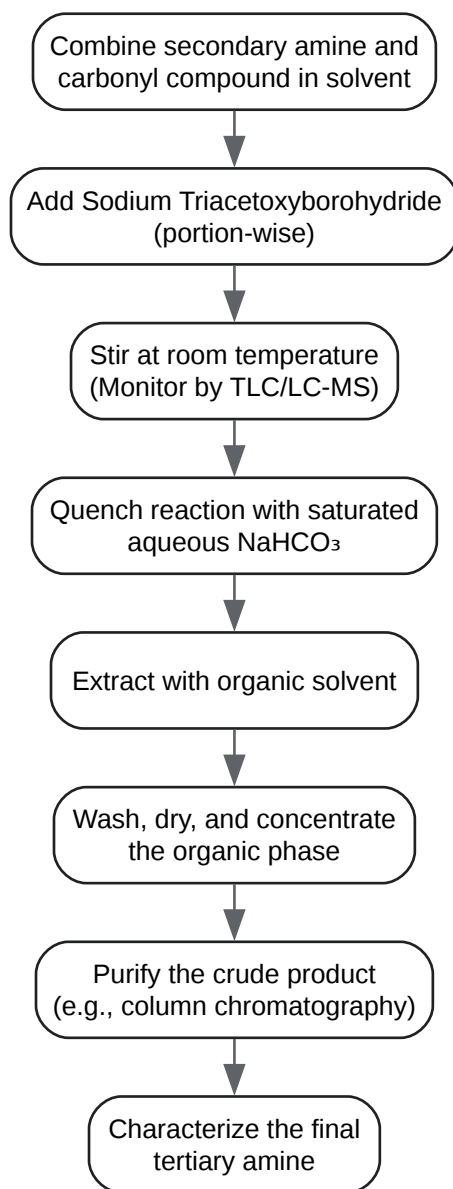 Combine secondary amine and
carbonyl compound in solvent
Add Sodium Triacetoxyborohydride
(portion-wise)
Stir at room temperature
(Monitor by TLC/LC-MS)
Quench reaction with saturated
aqueous NaHCO₃
Extract with organic solvent
Wash, dry, and concentrate
the organic phase
Purify the crude product
(e.g., column chromatography)
Characterize the final
tertiary amine